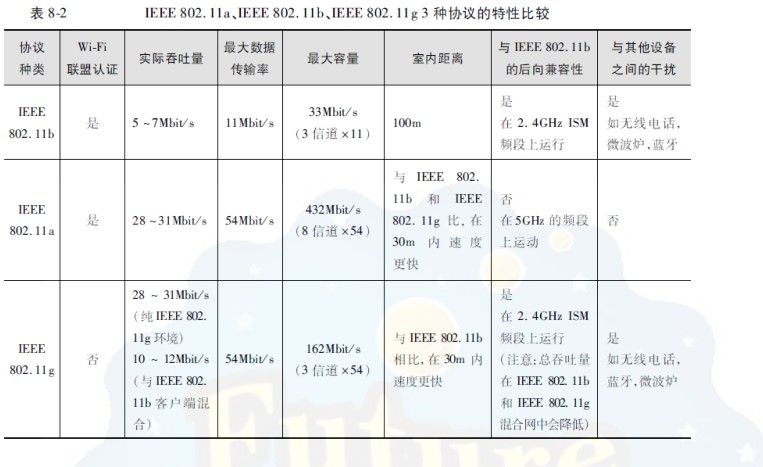 表 8-2 IEEE 802.11a、IEEE 802.11b、IEEE 802.11g 3 种协议的特性比较
协议
种类
Wi-Fi
联盟认证
实际吞吐量
最大数据
传输率
最大容量
室内距离
与 IEEE 802.11b
的后向兼容性
与其他设备
之间的干扰
IEEE
802.11b
是
5 ~7Mbit/s
11Mbit/s
33Mbit/s
(3 信道 ×11)
100m
是
在 2.4GHz ISM
频段上运行
是
如无线电话,
微波炉,蓝牙
IEEE
802.11a
是
28 ~31Mbit/s
54Mbit/s
432Mbit/s
(8 信道 ×54)
与 IEEE 802.
11b 和 IEEE
802.11g 比,在
30m 内速度
更快
否
在5GHz 的频段
上运动
否
IEEE
802.11g
否
28 ~ 31Mbit/s
(纯 IEEE 802.
11g 环境)
10 ~ 12Mbit/s
(与 IEEE 802.
11b 客户端混
合)
54Mbit/s
162Mbit/s
(3 信道 ×54)
与 IEEE 802.11b
相比,在 30m 内
速度更快
是
在 2.4GHz ISM
频段上运行
(注意:总吞吐量
在 IEEE 802.11b
和 IEEE 802.11g
混合网中会降低)
是
如无线电话,
蓝牙,微波炉
Future